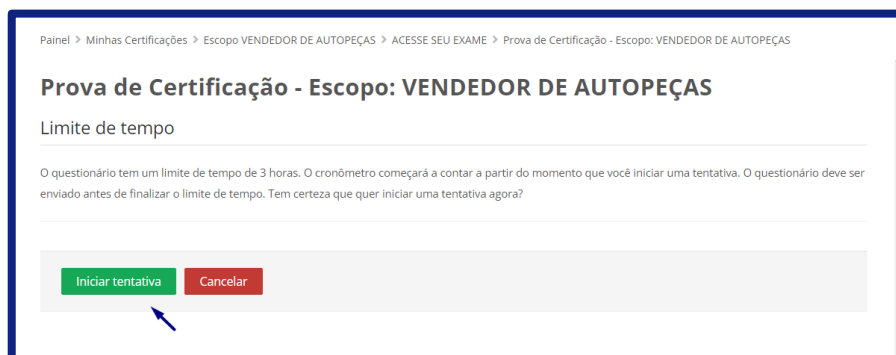 Painel > Minhas Certificações > Escopo VENDEDOR DE AUTOPEÇAS > ACESSE SEU EXAME > Prova de Certificação - Escopo: VENDEDOR DE AUTOPEÇAS
Prova de Certificação - Escopo: VENDEDOR DE AUTOPEÇAS
Limite de tempo
O questionário tem um limite de tempo de 3 horas. O cronômetro começará a contar a partir do momento que você iniciar uma tentativa. O questionário deve ser
enviado antes de finalizar o limite de tempo. Tem certeza que quer iniciar uma tentativa agora?
Iniciar tentativa Cancelar